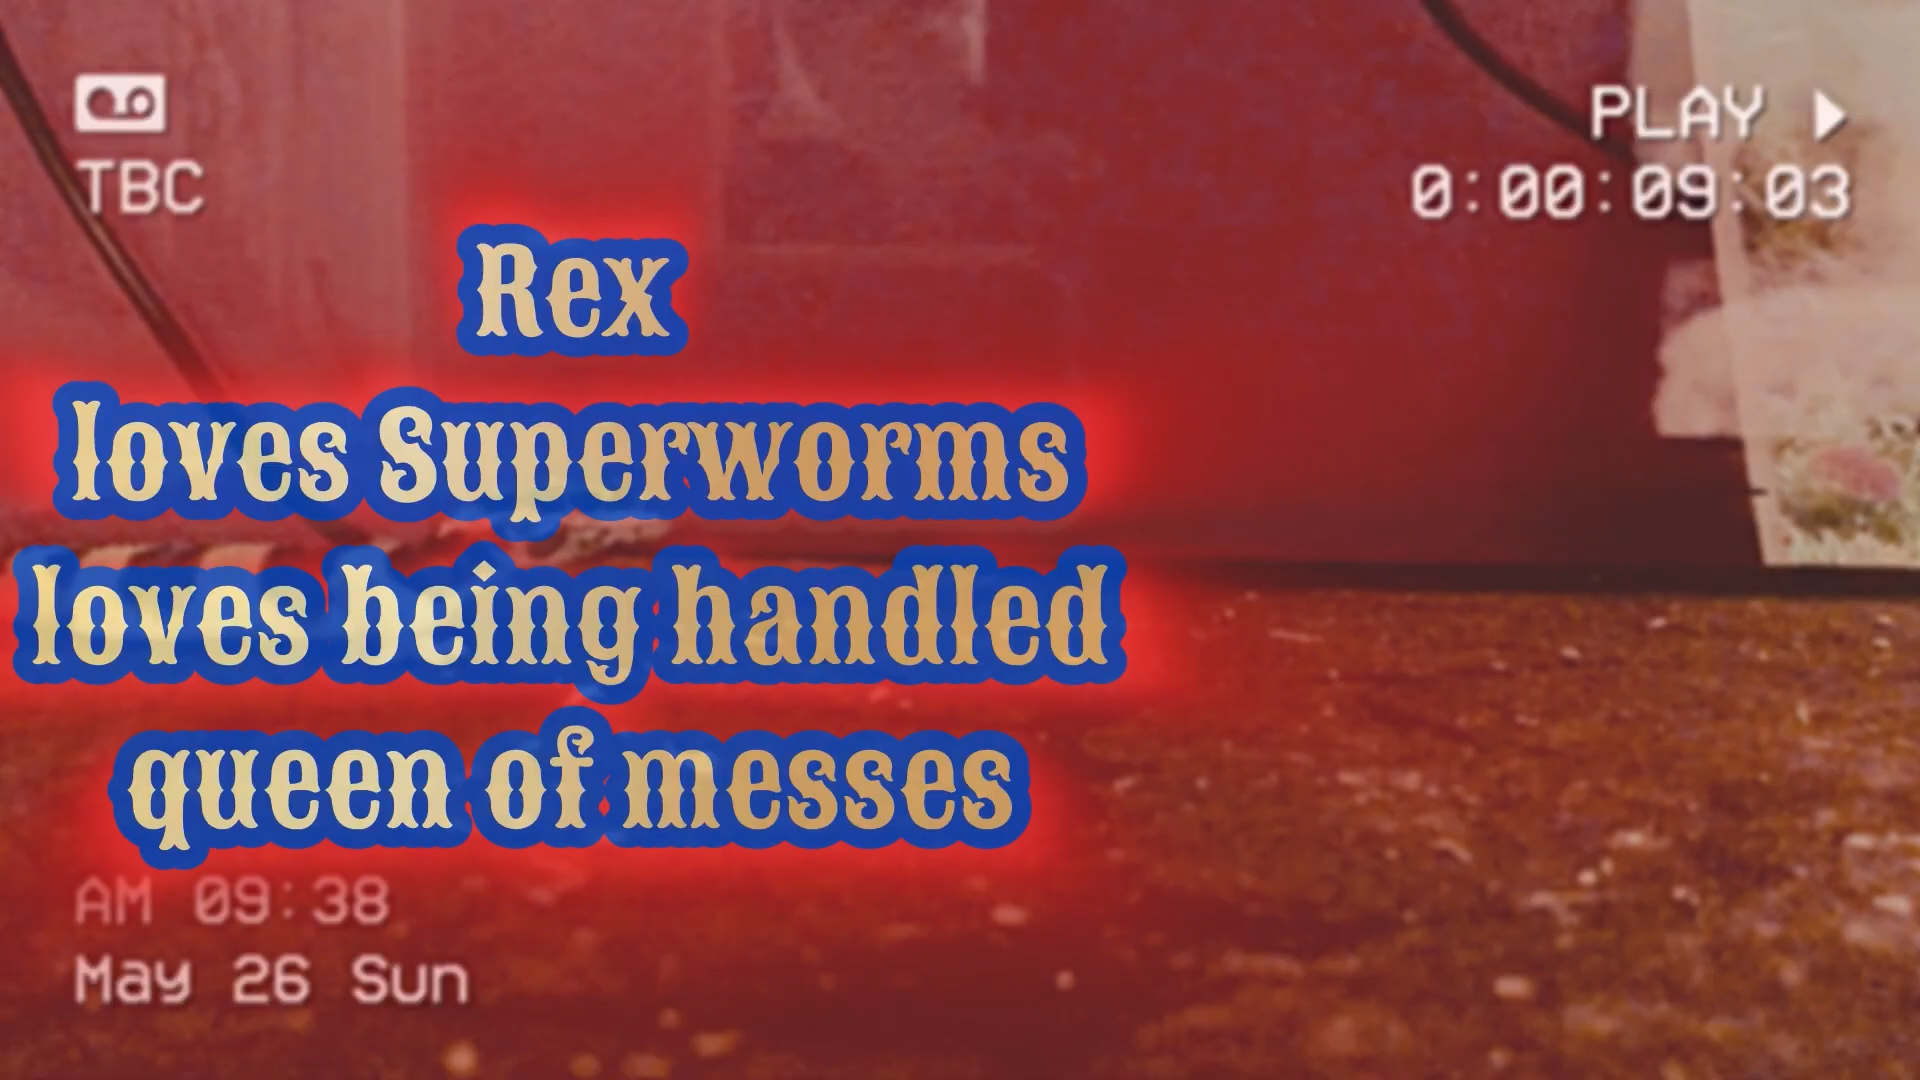 TBC
PLAY
0:00:09:03
Rex
loves Superworms
loves being handled
queen of messes
AM 09:38
May 26 Sun